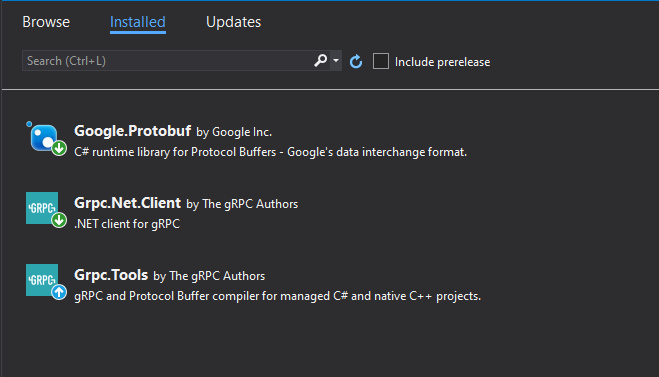 Browse Installed Updates
Search (Ctrl+L) Include prerelease
Google.Protobuf by Google Inc.
C# runtime library for Protocol Buffers - Google's data interchange format.
GRPC Grpc.Net.Client by The gRPC Authors
.NET client for gRPC
GRPC Grpc.Tools by The gRPC Authors
gRPC and Protocol Buffer compiler for managed C# and native C++ projects.